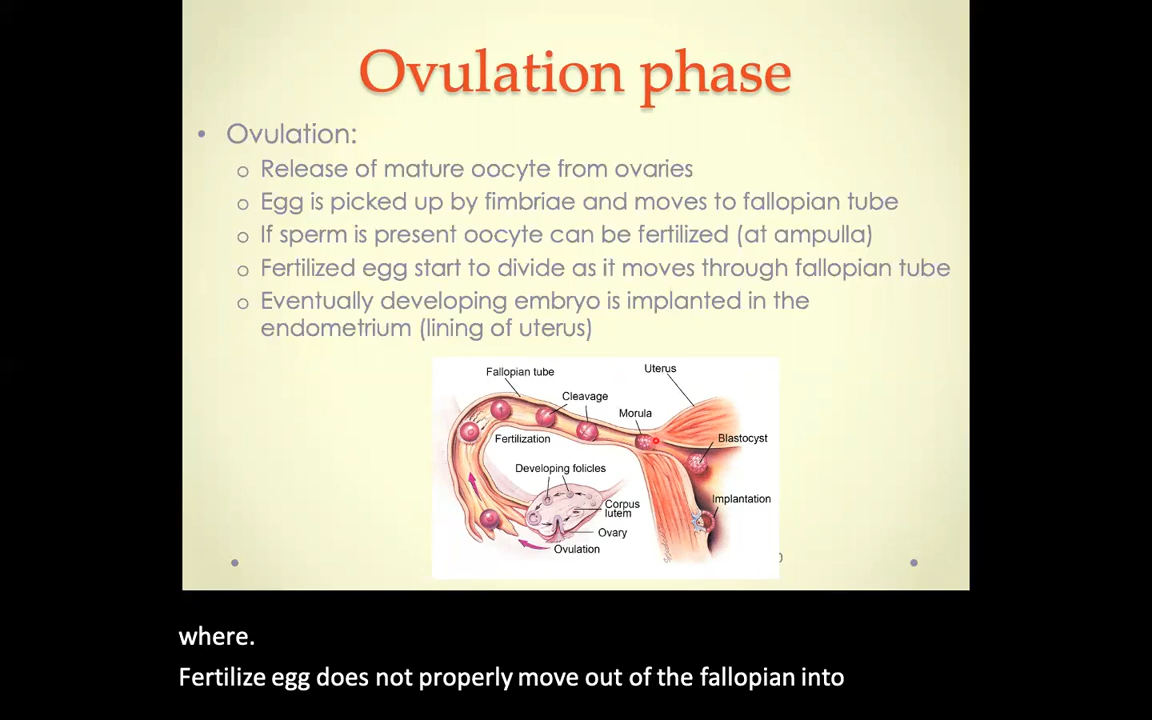 Ovulation phase
• Ovulation:
o Release of mature oocyte from ovaries
o Egg is picked up by fimbriae and moves to fallopian tube
o If sperm is present oocyte can be fertilized (at ampulla)
o Fertilized egg start to divide as it moves through fallopian tube
o Eventually developing embryo is implanted in the
endometrium (lining of uterus)
Fallopian tube
Uterus
Cleavage
Morula
Fertilization
Blastocyst
Developing folicles
Implantation
Corpus
lutem
Ovary
Ovulation
where.
Fertilize egg does not properly move out of the fallopian into